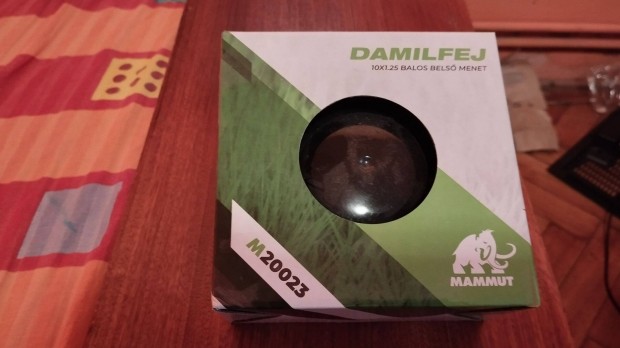 DAMILFEJ
10X1.25 BALOS BELSŐ MENET
M20023
MAMMUT